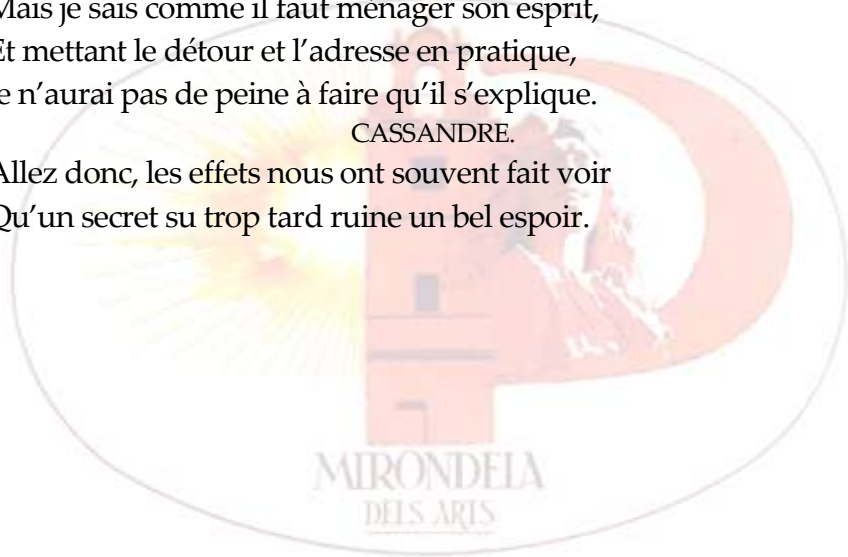 Mais je sais comme il faut ménager son esprit,
Et mettant le détour et l’adresse en pratique,
Je n’aurai pas de peine à faire qu’il s’explique.
CASSANDRE.
Allez donc, les effets nous ont souvent fait voir
Qu’un secret su trop tard ruine un bel espoir.
MIRONDELA
DELS ARTS